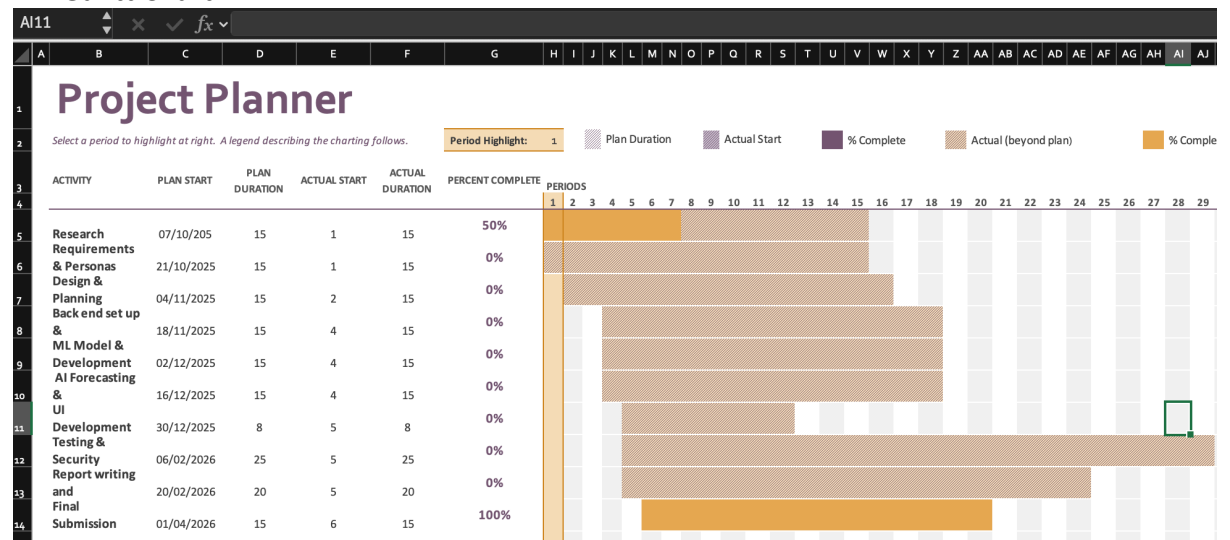 AI11
fx
A B C D E F G H I J K L M N O P Q R S T U V W X Y Z AA AB AC AD AE AF AG AH AI AJ
1 Project Planner
2 Select a period to highlight at right. A legend describing the charting follows. Period Highlight: 1 Plan Duration Actual Start % Complete Actual (beyond plan) % Comple
3 ACTIVITY PLAN START PLAN DURATION ACTUAL START ACTUAL DURATION PERCENT COMPLETE PERIODS
4 1 2 3 4 5 6 7 8 9 10 11 12 13 14 15 16 17 18 19 20 21 22 23 24 25 26 27 28 29
5 Research 07/10/205 15 1 15 50%
6 Requirements & Personas 21/10/2025 15 1 15 0%
7 Design & Planning 04/11/2025 15 2 15 0%
8 Back end set up & 18/11/2025 15 4 15 0%
9 ML Model & Development 02/12/2025 15 4 15 0%
10 AI Forecasting & 16/12/2025 15 4 15 0%
11 UI Development 30/12/2025 8 5 8 0%
12 Testing & Security 06/02/2026 25 5 25 0%
13 Report writing and 20/02/2026 20 5 20 0%
14 Final Submission 01/04/2026 15 6 15 100%